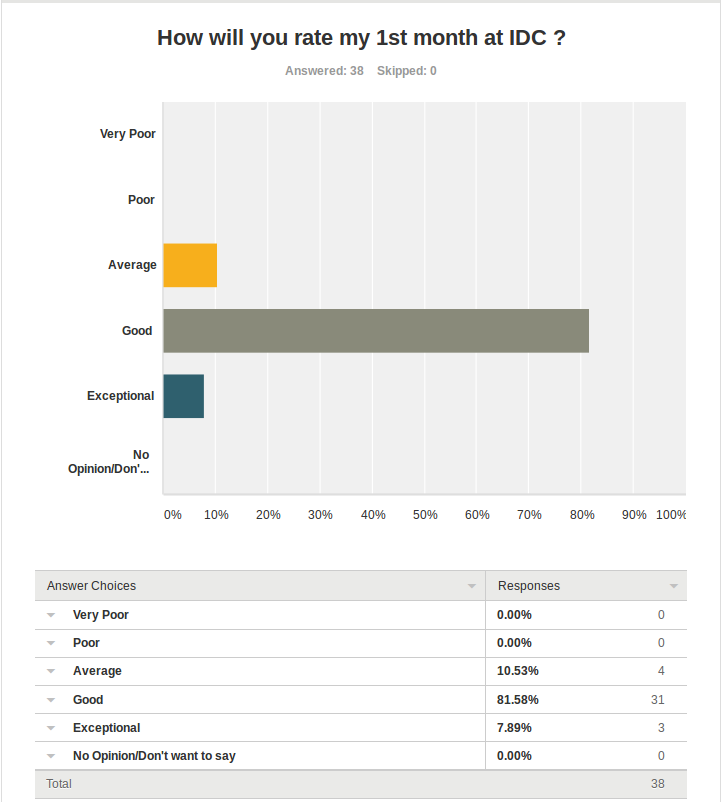 How will you rate my 1st month at IDC ?
Answered: 38 Skipped: 0
Very Poor
Poor
Average
Good
Exceptional
No
Opinion/Don'...
0% 10% 20% 30% 40% 50% 60% 70% 80% 90% 100%
Answer Choices Responses
Very Poor 0.00% 0
Poor 0.00% 0
Average 10.53% 4
Good 81.58% 31
Exceptional 7.89% 3
No Opinion/Don't want to say 0.00% 0
Total 38